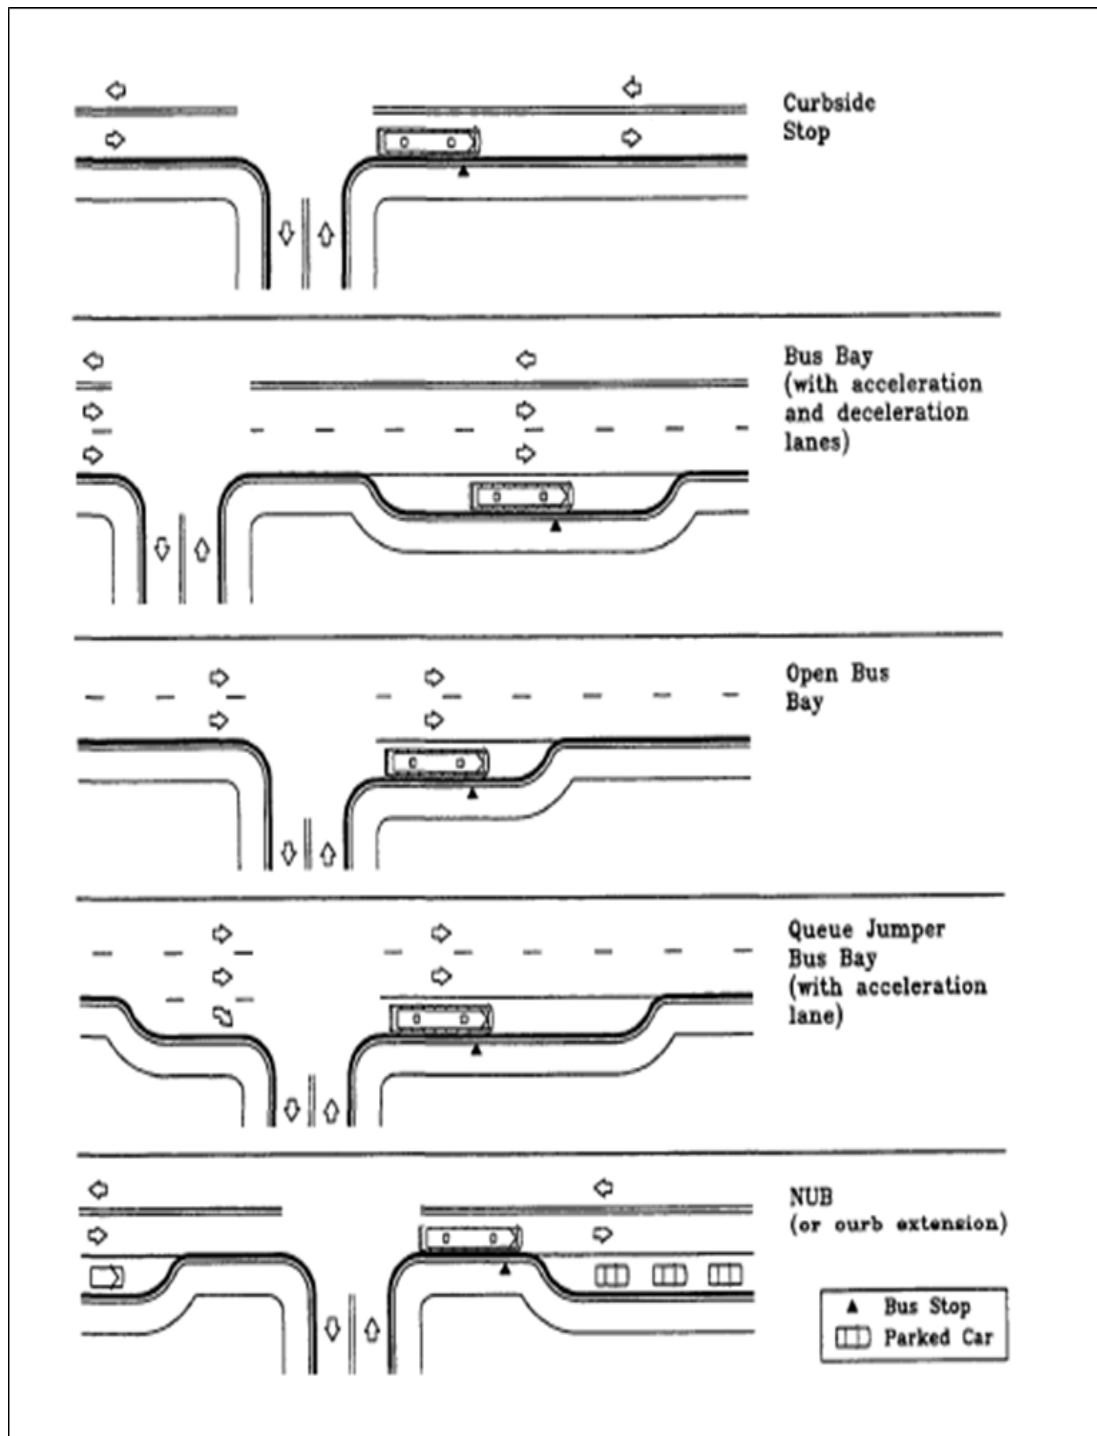 Curbside
Stop
Bus Bay
(with acceleration
and deceleration
lanes)
Open Bus
Bay
Queue Jumper
Bus Bay
(with acceleration
lane)
NUB
(or ourb extension)
▲ Bus Stop
Parked Car